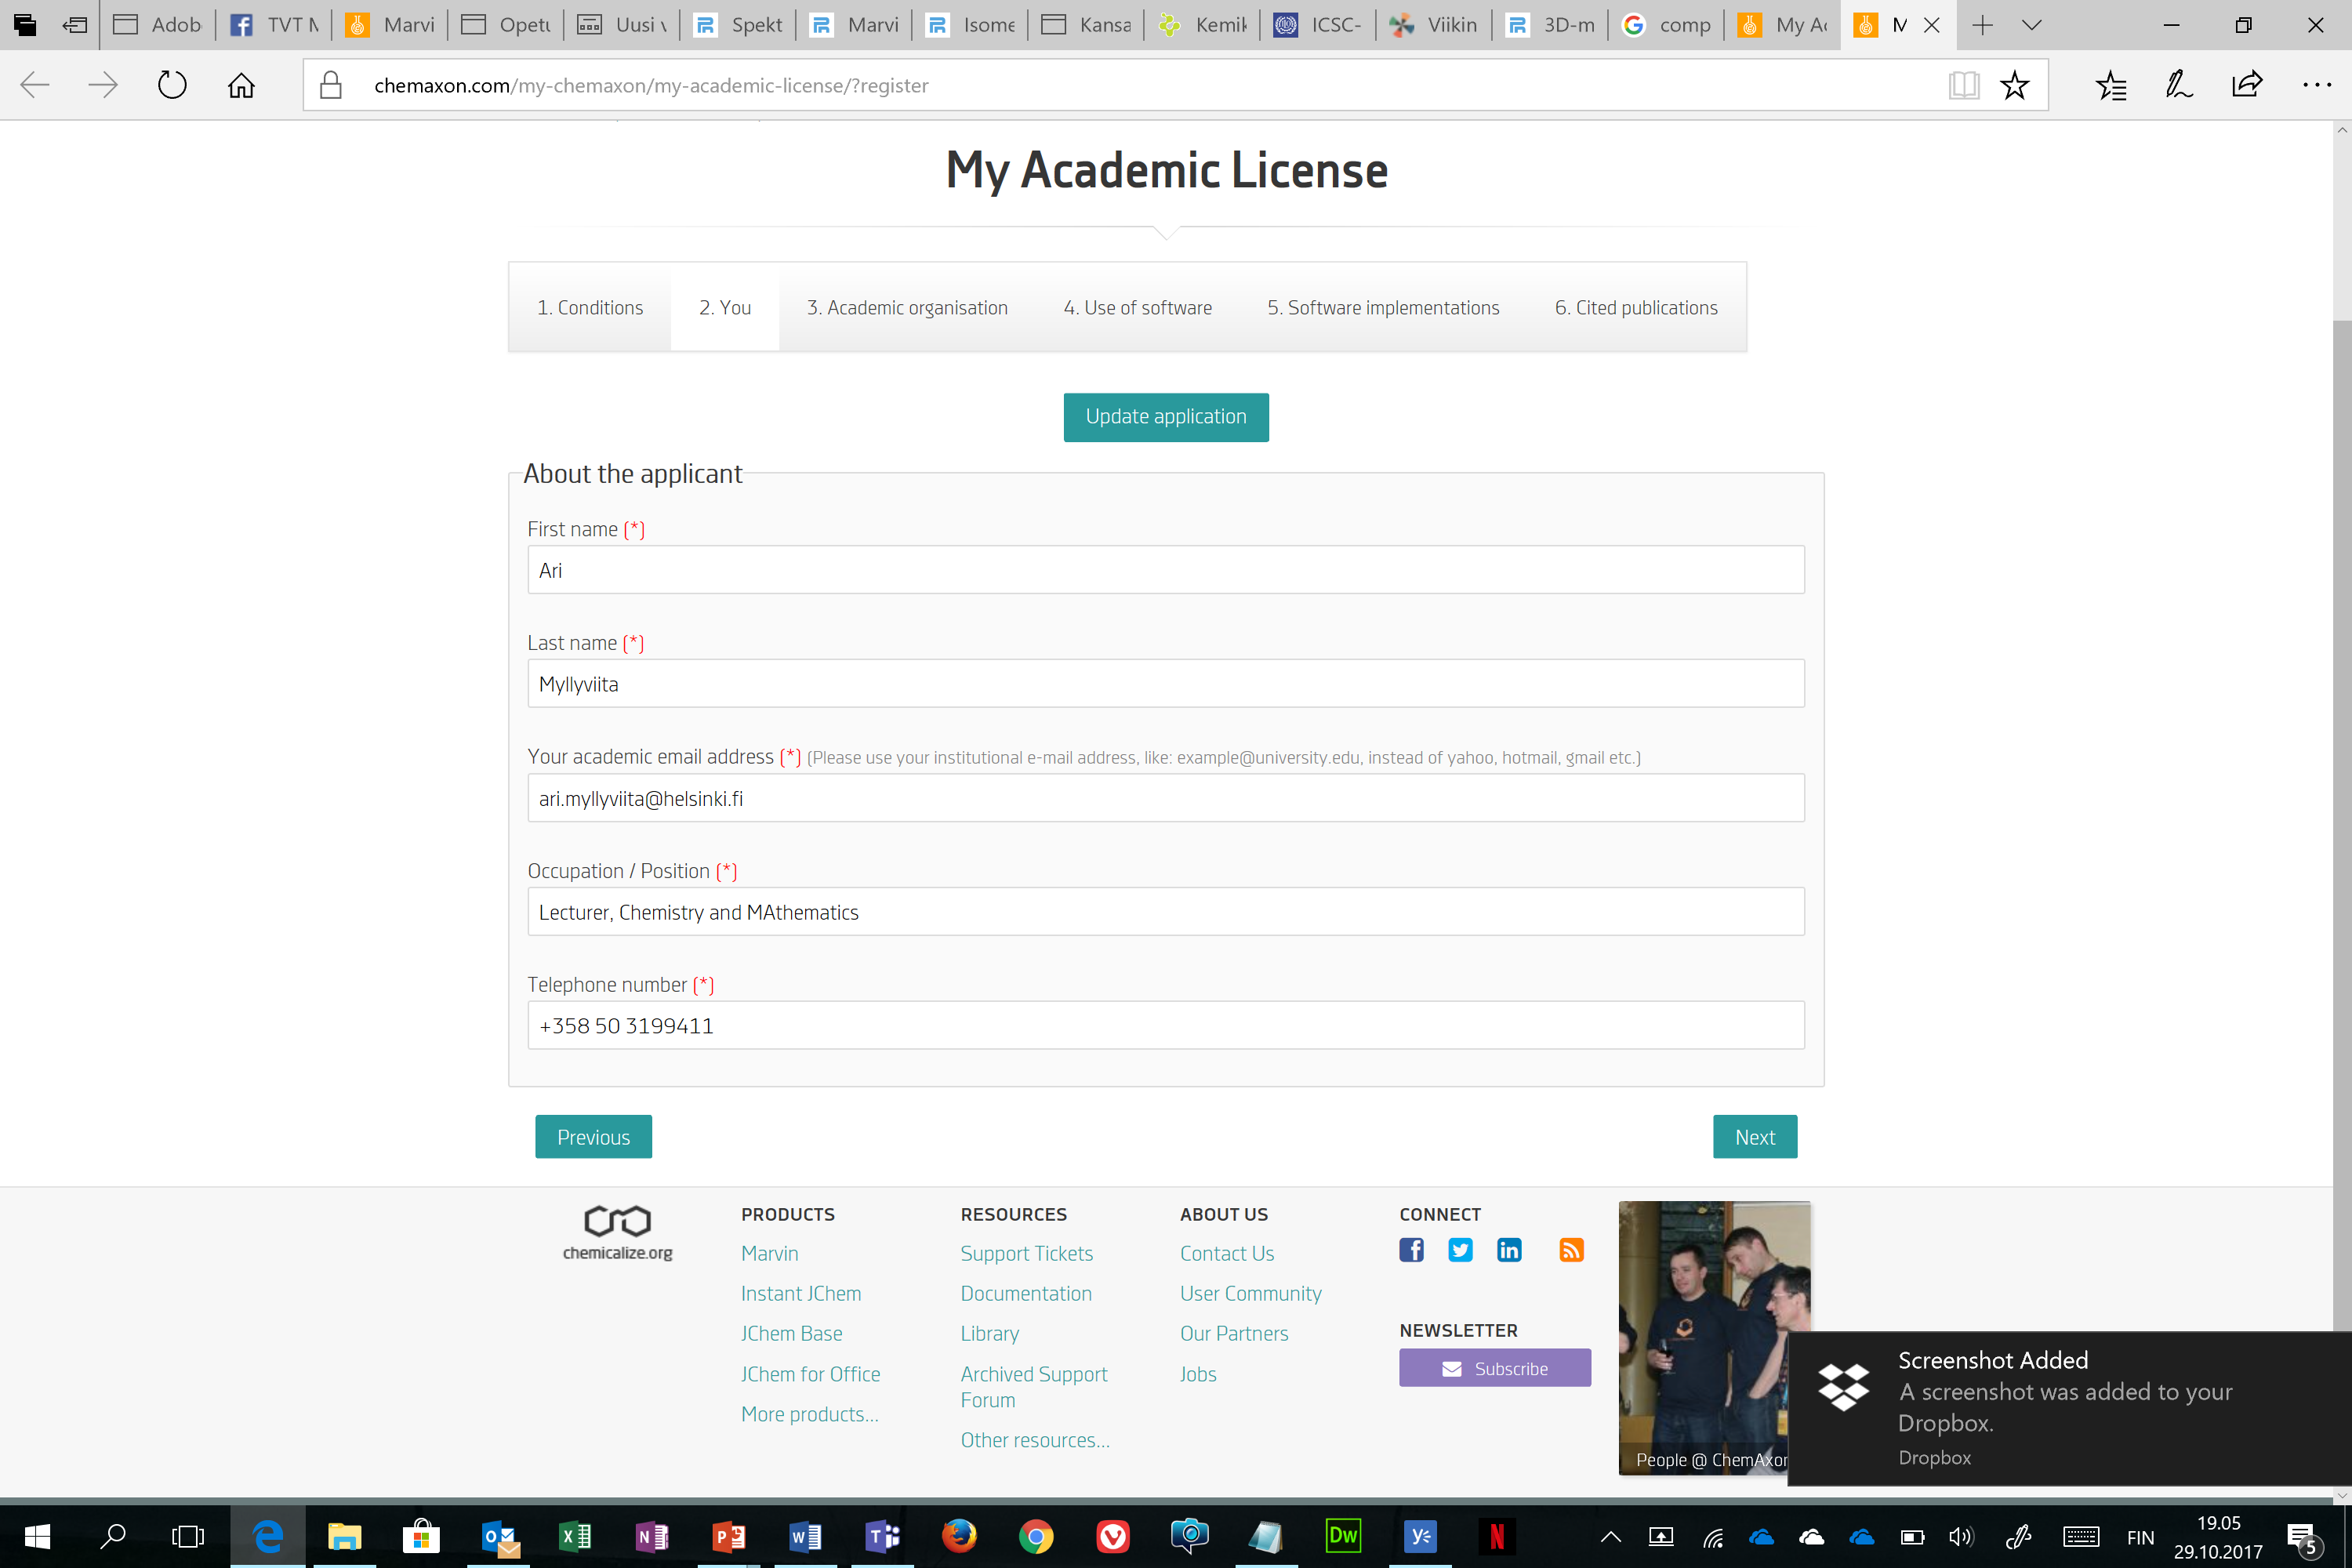 Adob
TVT M
Marvi
Opetu
Uusi v
Spekt
Marvi
Isome
Kansa
Kemik
ICSC-
Viikin
3D-m
comp
My Ac
M
chemaxon.com/my-chemaxon/my-academic-license/?register
My Academic License
1. Conditions
2. You
3. Academic organisation
4. Use of software
5. Software implementations
6. Cited publications
Update application
About the applicant
First name (*)
Ari
Last name (*)
Myllyviita
Your academic email address (*) (Please use your institutional e-mail address, like: example@university.edu, instead of yahoo, hotmail, gmail etc.)
ari.myllyviita@helsinki.fi
Occupation / Position (*)
Lecturer, Chemistry and MAthematics
Telephone number (*)
+358 50 3199411
Previous
Next
chemicalize.org
PRODUCTS
Marvin
Instant JChem
JChem Base
JChem for Office
More products...
RESOURCES
Support Tickets
Documentation
Library
Archived Support
Forum
Other resources...
ABOUT US
Contact Us
User Community
Our Partners
Jobs
CONNECT
NEWSLETTER
Subscribe
People @ ChemAxon
Screenshot Added
A screenshot was added to your
Dropbox.
Dropbox
FIN
19.05
29.10.2017
5